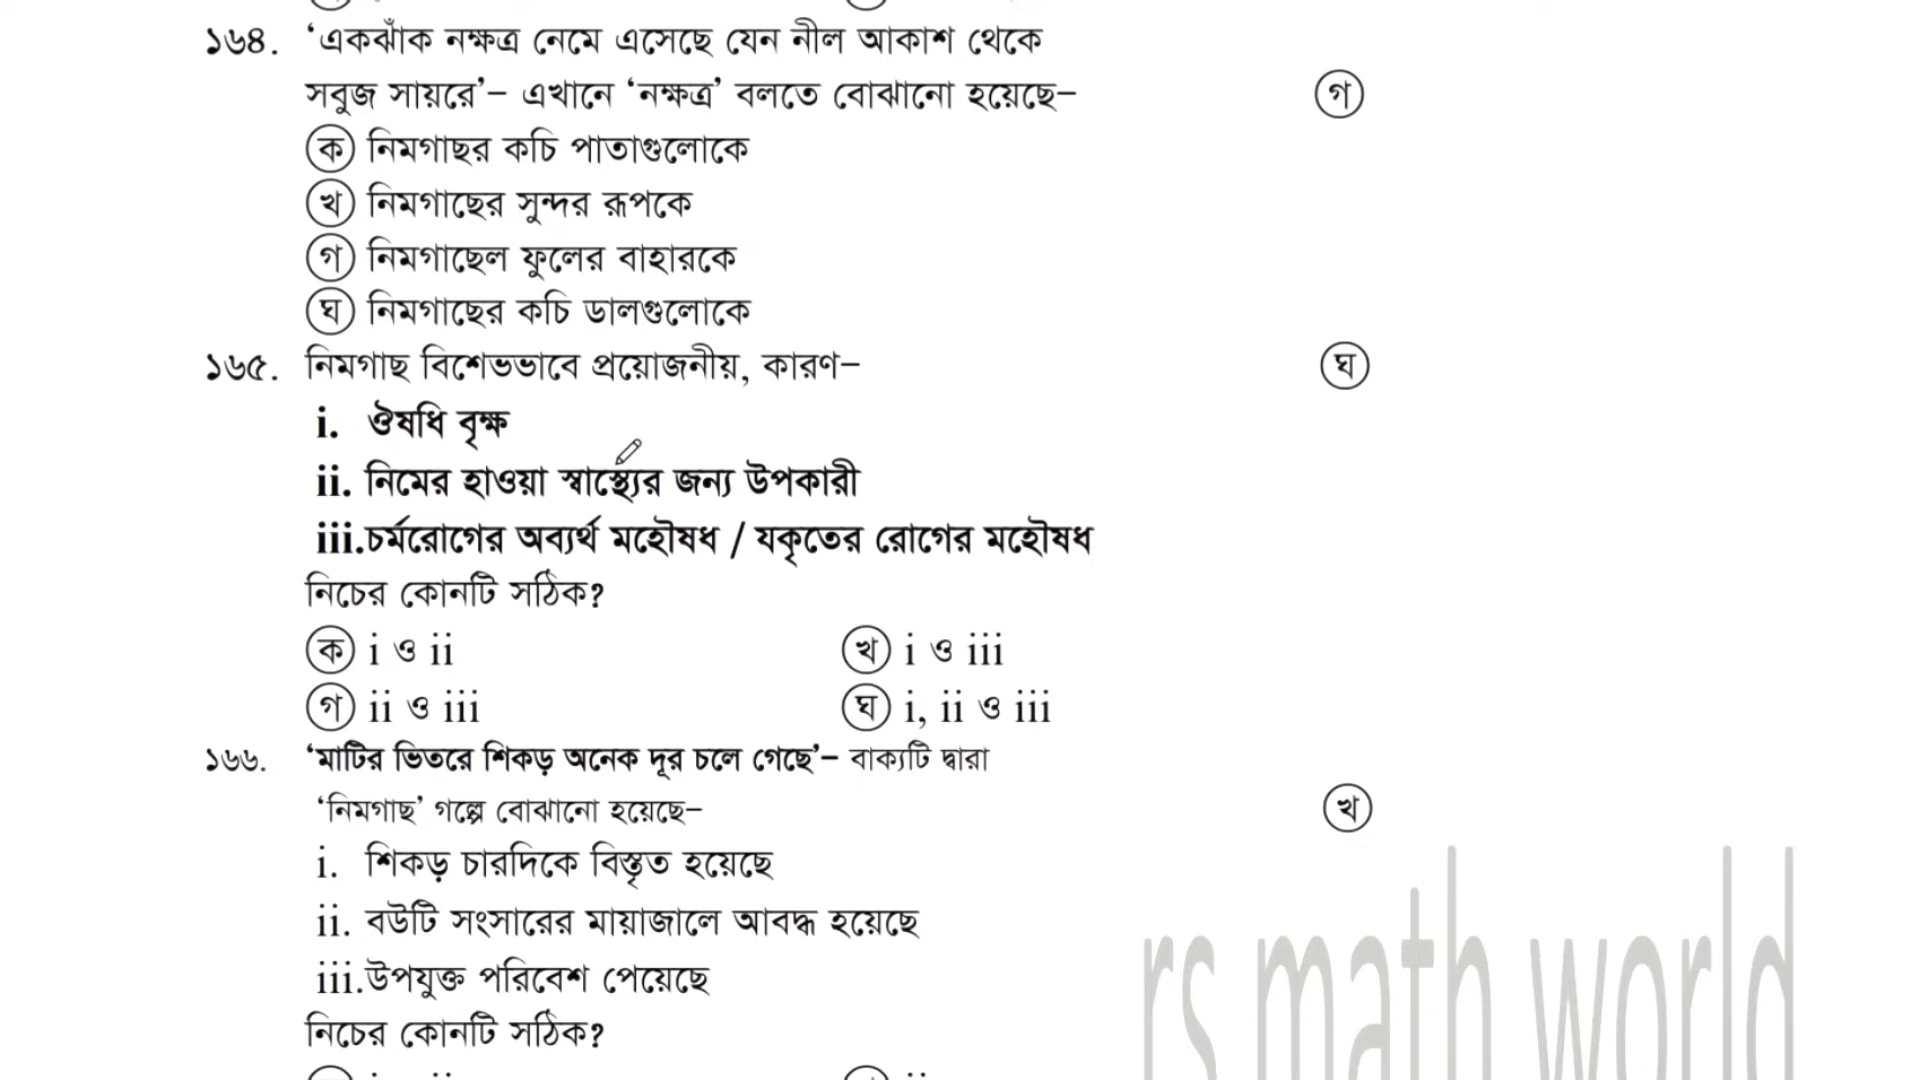 ১৬৪. ‘একঝাঁক নক্ষত্র নেমে এসেছে যেন নীল আকাশ থেকে
সবুজ সায়রে’– এখানে ‘নক্ষত্র’ বলতে বোঝানো হয়েছে– গ
ক নিমগাছর কচি পাতাগুলোকে
খ নিমগাছের সুন্দর রূপকে
গ নিমগাছেল ফুলের বাহারকে
ঘ নিমগাছের কচি ডালগুলোকে
১৬৫. নিমগাছ বিশেভভাবে প্রয়োজনীয়, কারণ– ঘ
i. ঔষধি বৃক্ষ
ii. নিমের হাওয়া স্বাস্থ্যের জন্য উপকারী
iii.চর্মরোগের অব্যর্থ মহৌষধ / যকৃতের রোগের মহৌষধ
নিচের কোনটি সঠিক?
ক i ও ii খ i ও iii
গ ii ও iii ঘ i, ii ও iii
১৬৬. ‘মাটির ভিতরে শিকড় অনেক দূর চলে গেছে’– বাক্যটি দ্বারা
‘নিমগাছ’ গল্পে বোঝানো হয়েছে– খ
i. শিকড় চারদিকে বিস্তৃত হয়েছে
ii. বউটি সংসারের মায়াজালে আবদ্ধ হয়েছে
iii.উপযুক্ত পরিবেশ পেয়েছে
নিচের কোনটি সঠিক?
rs math world